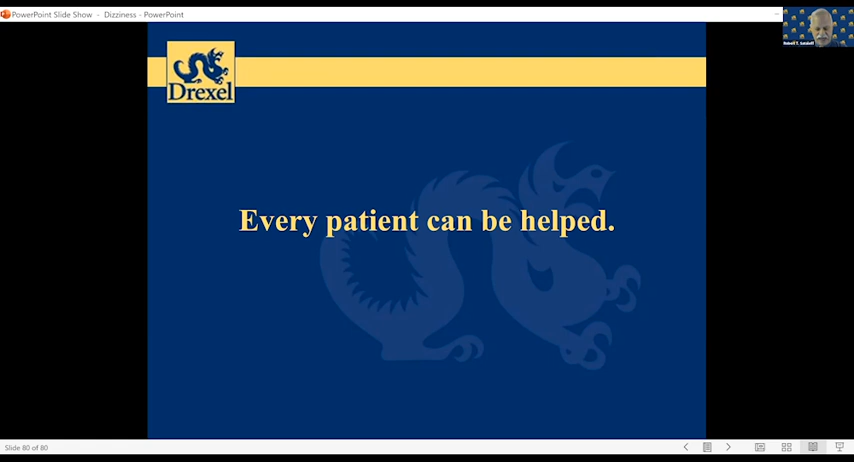 PowerPoint Slide Show - Dizziness - PowerPoint
Drexel
Every patient can be helped.
Slide 80 of 80